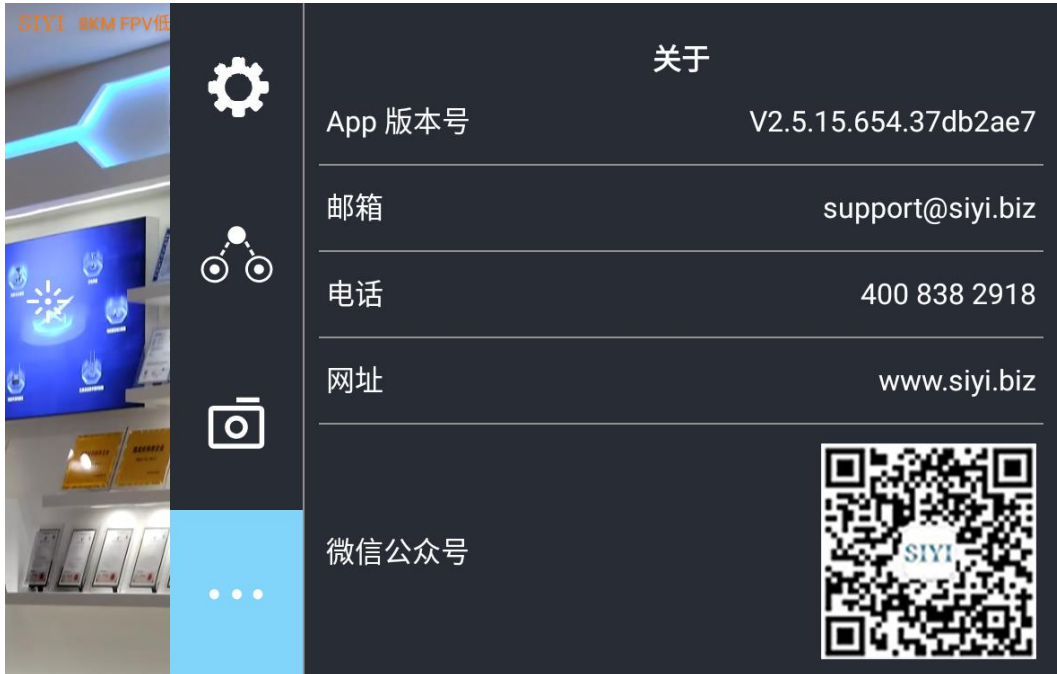 SIYI 8KM FPV低
关于
App 版本号 V2.5.15.654.37db2ae7
邮箱 support@siyi.biz
电话 400 838 2918
网址 www.siyi.biz
微信公众号
SIYI